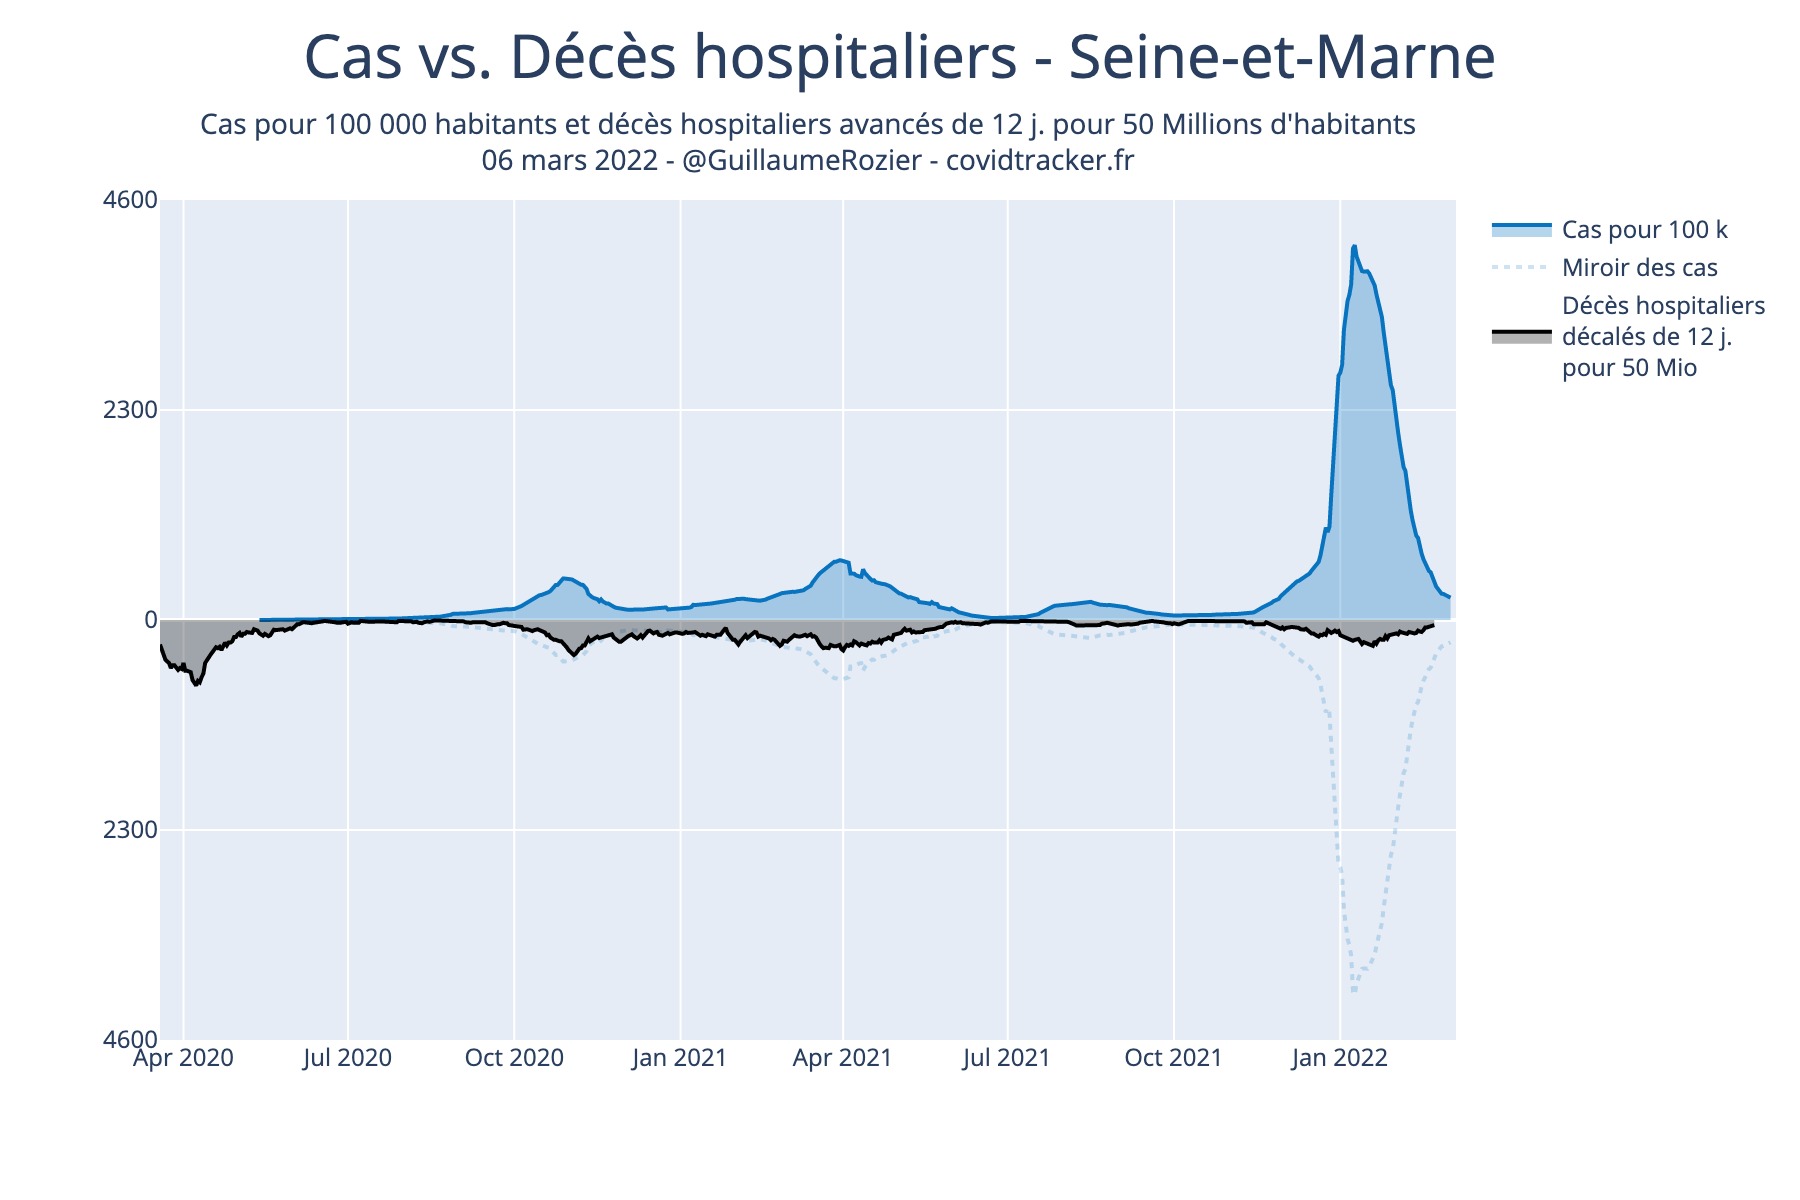 Cas vs. Décès hospitaliers - Seine-et-Marne
Cas pour 100 000 habitants et décès hospitaliers avancés de 12 j. pour 50 Millions d'habitants
06 mars 2022 - @GuillaumeRozier - covidtracker.fr
4600
2300
0
2300
4600
Apr 2020
Jul 2020
Oct 2020
Jan 2021
Apr 2021
Jul 2021
Oct 2021
Jan 2022
Cas pour 100 k
Miroir des cas
Décès hospitaliers
décalés de 12 j.
pour 50 Mio